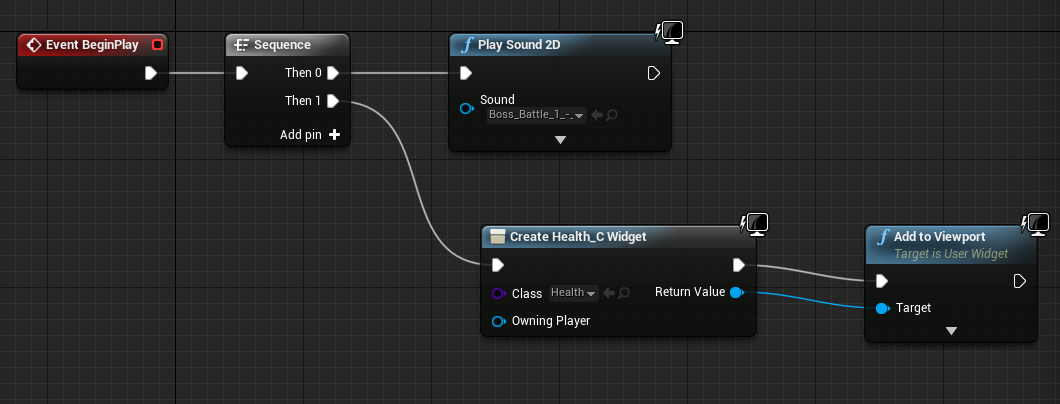 Event BeginPlay
Sequence
Then 0
Then 1
Add pin
Play Sound 2D
Sound
Boss_Battle_1_-_
Create Health_C Widget
Class
Health
Return Value
Owning Player
Add to Viewport
Target is User Widget
Target